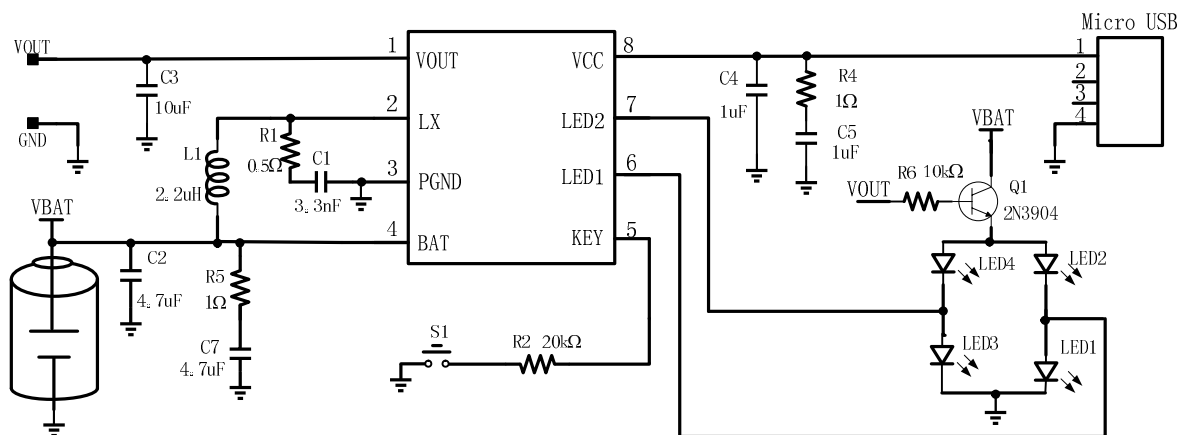 Micro USB
VOUT
C3
10uF
GND
1
VOUT
2
LX
3
PGND
4
BAT
8
VCC
7
LED2
6
LED1
5
KEY
L1
2.2uH
R1
0.5Ω
C1
3.3nF
VBAT
C2
4.7uF
R5
1Ω
C7
4.7uF
S1
R2 20kΩ
C4
1uF
R4
1Ω
C5
1uF
1
2
3
4
VBAT
R6 10kΩ
VOUT
Q1
2N3904
LED4
LED2
LED3
LED1